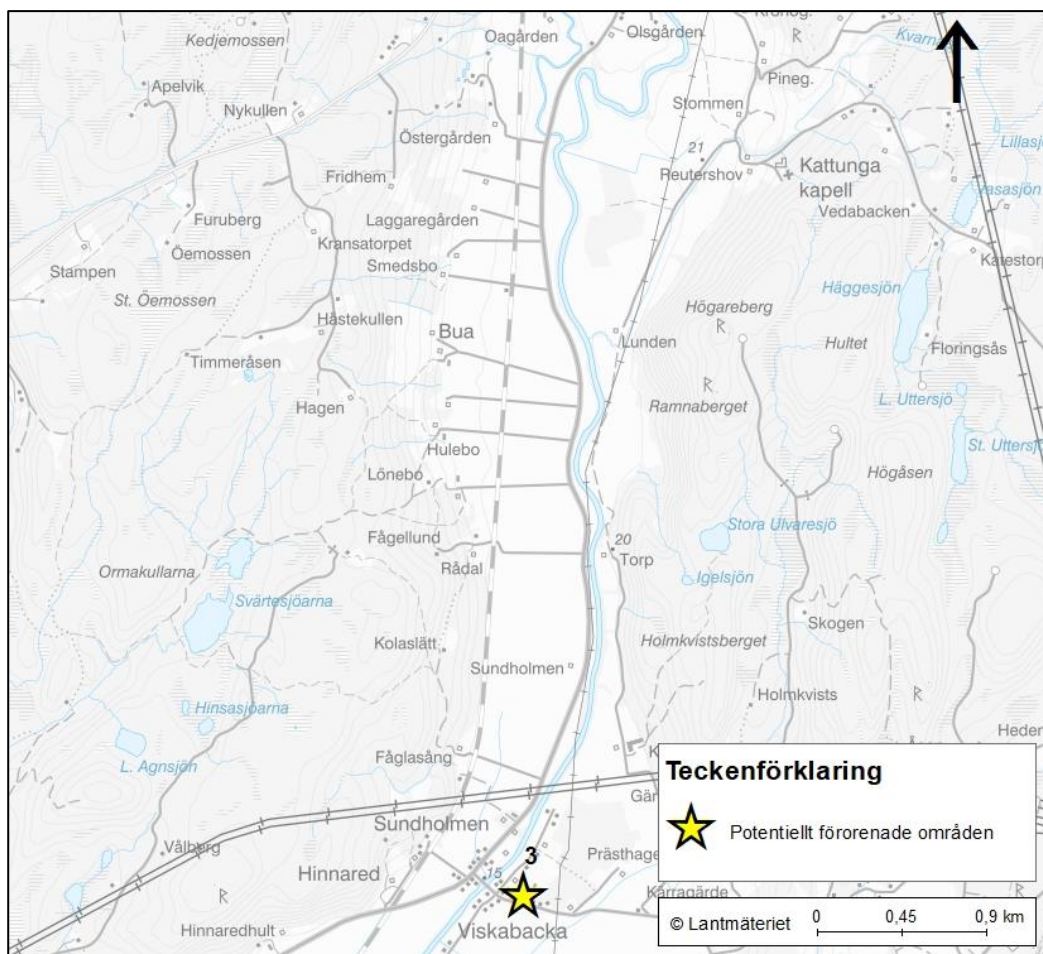 Kedjemossen
Oagården
Olsgården
Apelvik
Nykullen
Pineg.
Stommen
Östergården
21
Reutershov
Kattunga
kapell
Fridhem
Furuberg
Laggaregården
Kransatorpet
Vedabacken
Öemossen
Smedsbo
Stampen
St. Öemossen
Häggesjön
Högareberg
Håstekullen
Bua
Lunden
Hultet
Floringsås
Timmeråsen
Hagen
Ramnaberget
L. Uttersjö
Hulebo
St. Uttersjö
Högåsen
Lönebo
Stora Ulvaresjö
Fågellund
20
Torp
Rådal
Ormakullarna
Igelsjön
Svärtesjöarna
Skogen
Kolaslätt
Holmkvistsberget
Sundholmen
Holmkvists
Hinsasjöarna
Heden
L. Agnsjön
Fåglasång
Teckenförklaring
Gär
Potentiellt förorenade områden
Sundholmen
Vålberg
3
Prästhage
Hinnared
15
Karragärde
© Lantmäteriet 0 0,45 0,9 km
Hinnaredhult
Viskabacka